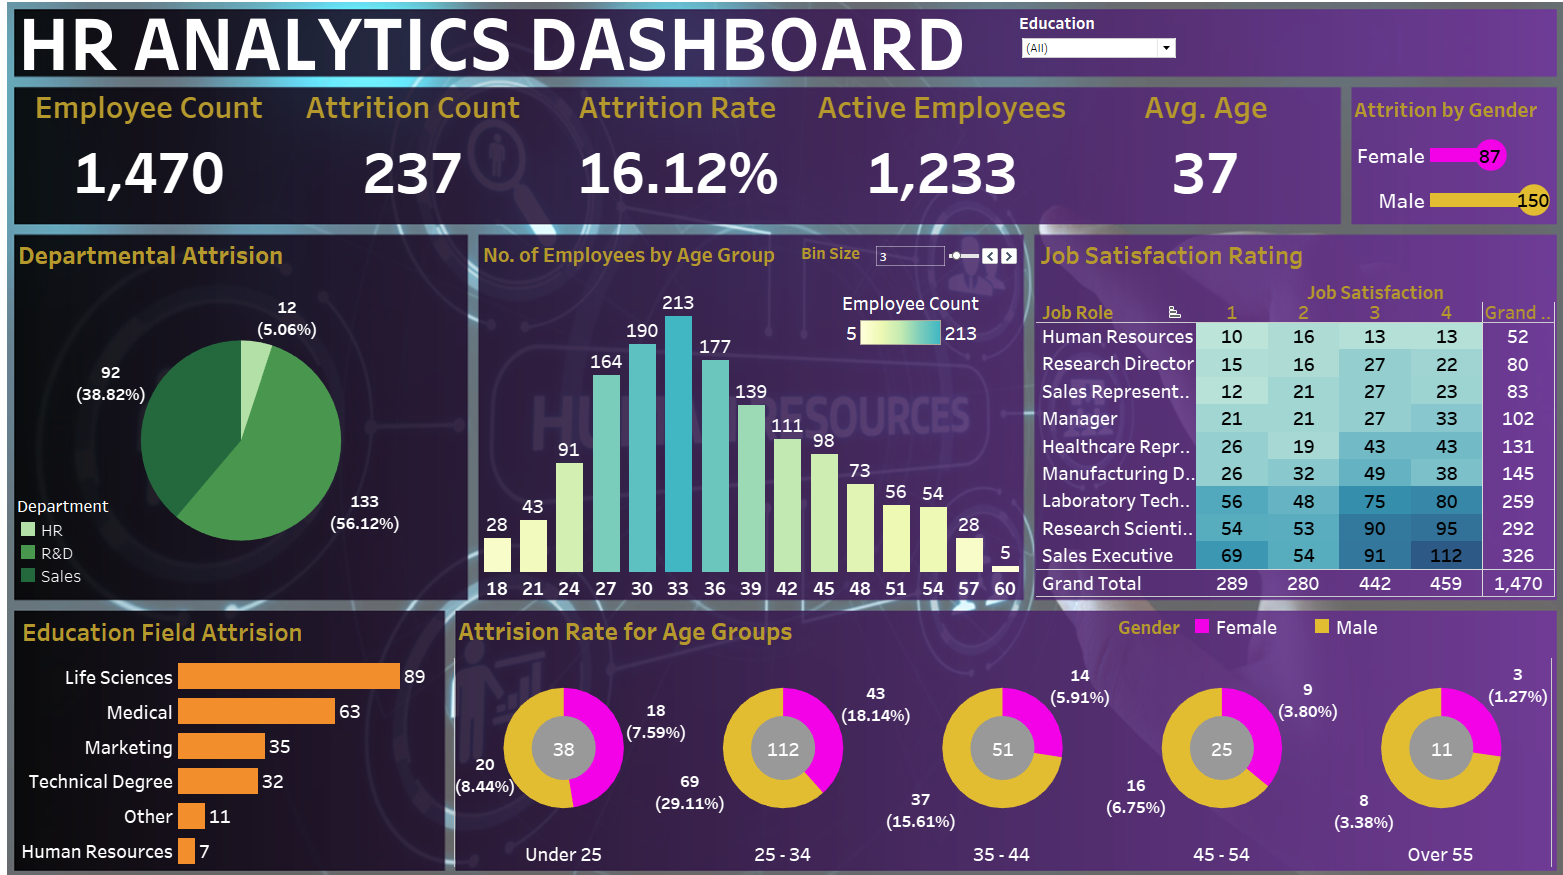 HR ANALYTICS DASHBOARD
Education
(All)
Employee Count
Attrition Count
Attrition Rate
Active Employees
Avg. Age
1,470
237
16.12%
1,233
37
Attrition by Gender
Female 87
Male 150
Departmental Attrision
12
(5.06%)
92
(38.82%)
133
(56.12%)
Department
HR
R&D
Sales
No. of Employees by Age Group
Bin Size 3
Employee Count
5 213
28 43 91 164 190 213 177 139 111 98 73 56 54 28 5
18 21 24 27 30 33 36 39 42 45 48 51 54 57 60
HUMAN RESOURCES
Job Satisfaction Rating
Job Satisfaction
Job Role 1 2 3 4 Grand ..
Human Resources 10 16 13 13 52
Research Director 15 16 27 22 80
Sales Represent.. 12 21 27 23 83
Manager 21 21 27 33 102
Healthcare Repr.. 26 19 43 43 131
Manufacturing D.. 26 32 49 38 145
Laboratory Tech.. 56 48 75 80 259
Research Scienti.. 54 53 90 95 292
Sales Executive 69 54 91 112 326
Grand Total 289 280 442 459 1,470
Education Field Attrision
Life Sciences 89
Medical 63
Marketing 35
Technical Degree 32
Other 11
Human Resources 7
Attrision Rate for Age Groups
Gender Female Male
18
(7.59%)
38
20
(8.44%)
Under 25
43
(18.14%)
112
69
(29.11%)
25 - 34
14
(5.91%)
51
37
(15.61%)
35 - 44
9
(3.80%)
25
16
(6.75%)
45 - 54
3
(1.27%)
11
8
(3.38%)
Over 55